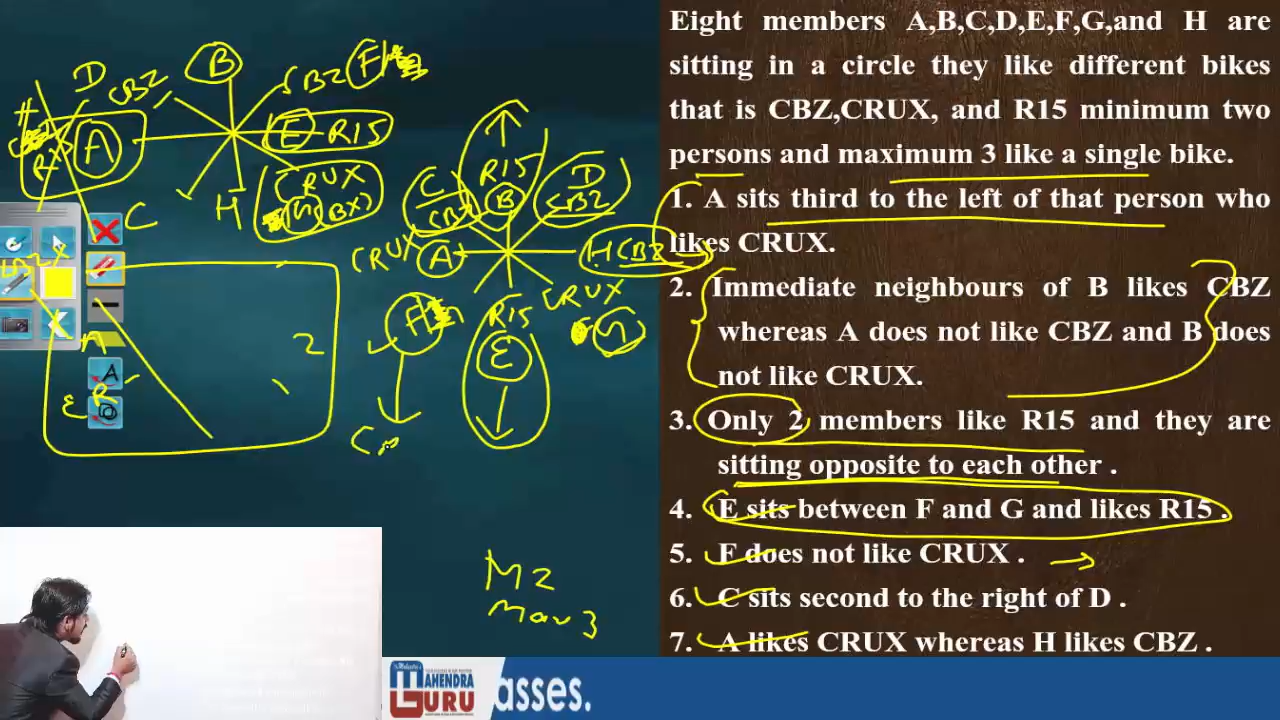 Eight members A,B,C,D,E,F,G,and H are
sitting in a circle they like different bikes
that is CBZ,CRUX, and R15 minimum two
persons and maximum 3 like a single bike.
1. A sits third to the left of that person who
likes CRUX.
2. Immediate neighbours of B likes CBZ
whereas A does not like CBZ and B does
not like CRUX.
3. Only 2 members like R15 and they are
sitting opposite to each other .
4. E sits between F and G and likes R15 .
5. F does not like CRUX .
6. C sits second to the right of D .
7. A likes CRUX whereas H likes CBZ .
D
CBZ
B
A
E R15
CRUX
H
C
2
R15
B
C
D
CRUX
A
H CBZ
CRUX
R15
E
M2
Max 3
Mahendra's
MAHENDRA
GURU
asses.